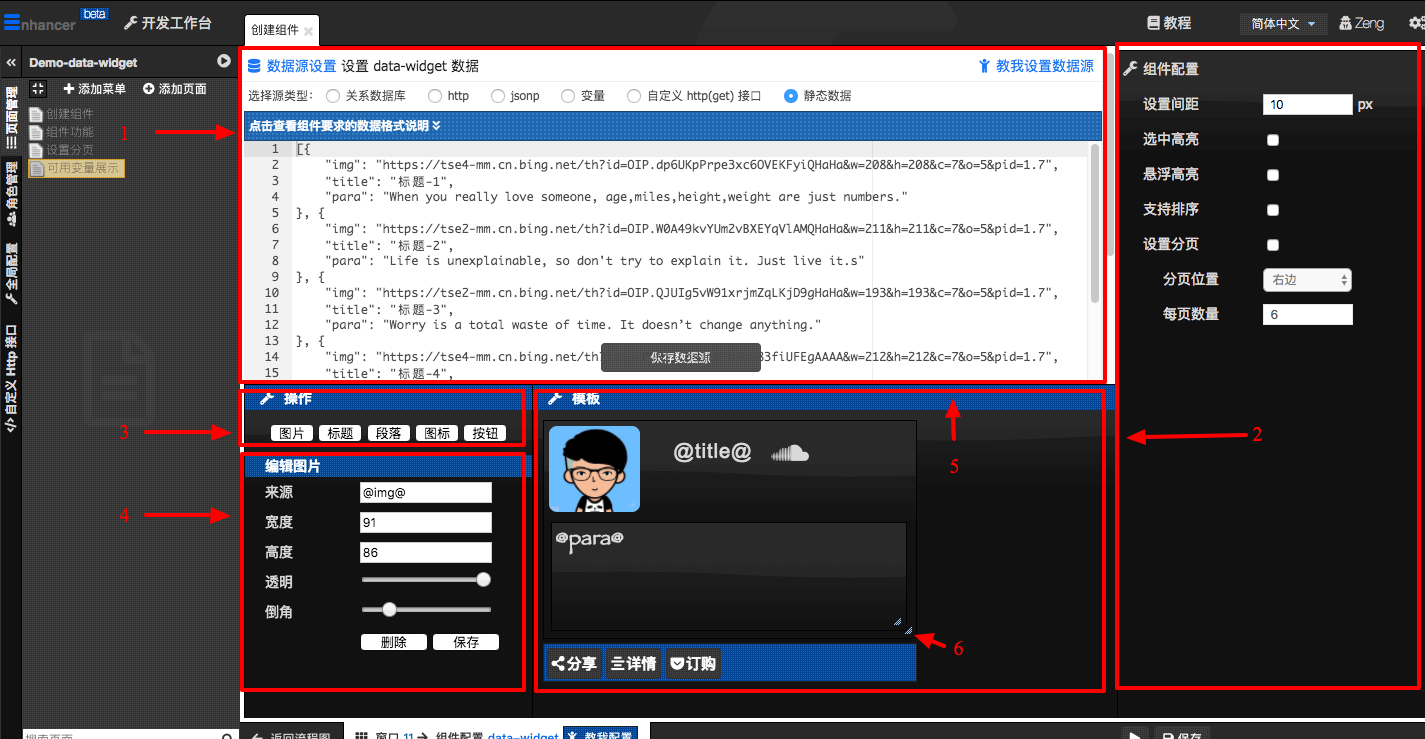 Enhancer beta 开发工作台 创建组件 教程 简体中文 Zeng
Demo-data-widget
添加菜单 添加页面
创建组件
组件功能
设置分页
可用变量展示
页面管理
角色管理
全局配置
自定义 Http 接口
1
数据源设置 设置 data-widget 数据 教我设置数据源
选择源类型: 关系数据库 http jsonp 变量 自定义 http(get) 接口 静态数据
点击查看组件要求的数据格式说明
1 [{
2 "img": "https://tse4-mm.cn.bing.net/th?id=OIP.dp6UKpPrpe3xc6OVEKFyiQHaHa&w=208&h=208&c=7&o=5&pid=1.7",
3 "title": "标题-1",
4 "para": "When you really love someone, age,miles,height,weight are just numbers."
5 }, {
6 "img": "https://tse2-mm.cn.bing.net/th?id=OIP.W0A49kvYUm2vBXEYqVlAMQHaHa&w=211&h=211&c=7&o=5&pid=1.7",
7 "title": "标题-2",
8 "para": "Life is unexplainable, so don't try to explain it. Just live it.s"
9 }, {
10 "img": "https://tse2-mm.cn.bing.net/th?id=OIP.QJUIg5vW91xrjmZqLKjD9gHaHa&w=193&h=193&c=7&o=5&pid=1.7",
11 "title": "标题-3",
12 "para": "Worry is a total waste of time. It doesn’t change anything."
13 }, {
14 "img": "https://tse4-mm.cn.bing.net/th? 3fiUFEgAAAA&w=212&h=212&c=7&o=5&pid=1.7",
15 "title": "标题-4",
保存数据源
组件配置
设置间距 10 px
选中高亮
悬浮高亮
支持排序
设置分页
分页位置 右边
每页数量 6
2
操作
图片 标题 段落 图标 按钮
3
编辑图片
来源 @img@
宽度 91
高度 86
透明
倒角
删除 保存
4
模板
@title@
@para@
分享 详情 订购
5
6
搜索页面
返回流程图 窗口 11 组件配置 data-widget 教我配置 保存